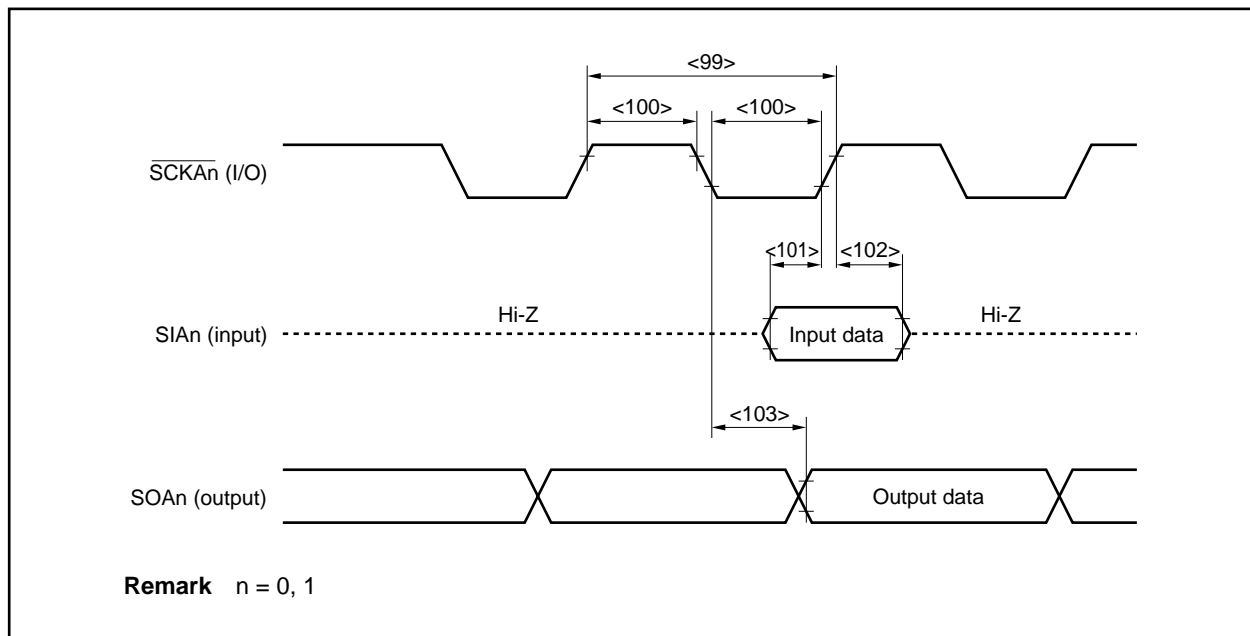 <99>
<100> <100>
S̅C̅K̅A̅n̅ (I/O)
<101> <102>
Hi-Z Hi-Z
SIAn (input) Input data
<103>
SOAn (output) Output data
Remark n = 0, 1